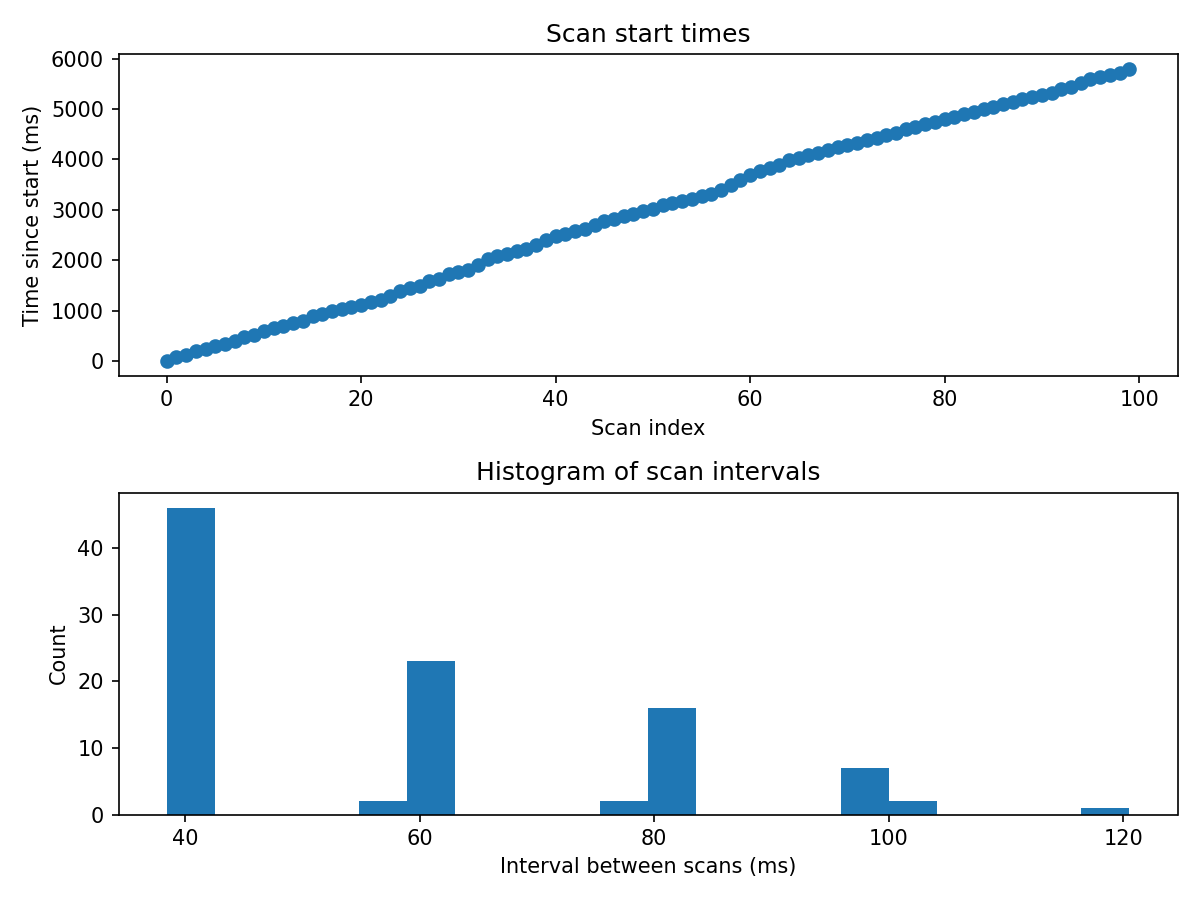 Scan start times
Time since start (ms)
6000
5000
4000
3000
2000
1000
0
0 20 40 60 80 100
Scan index
Histogram of scan intervals
Count
40
30
20
10
0
40 60 80 100 120
Interval between scans (ms)